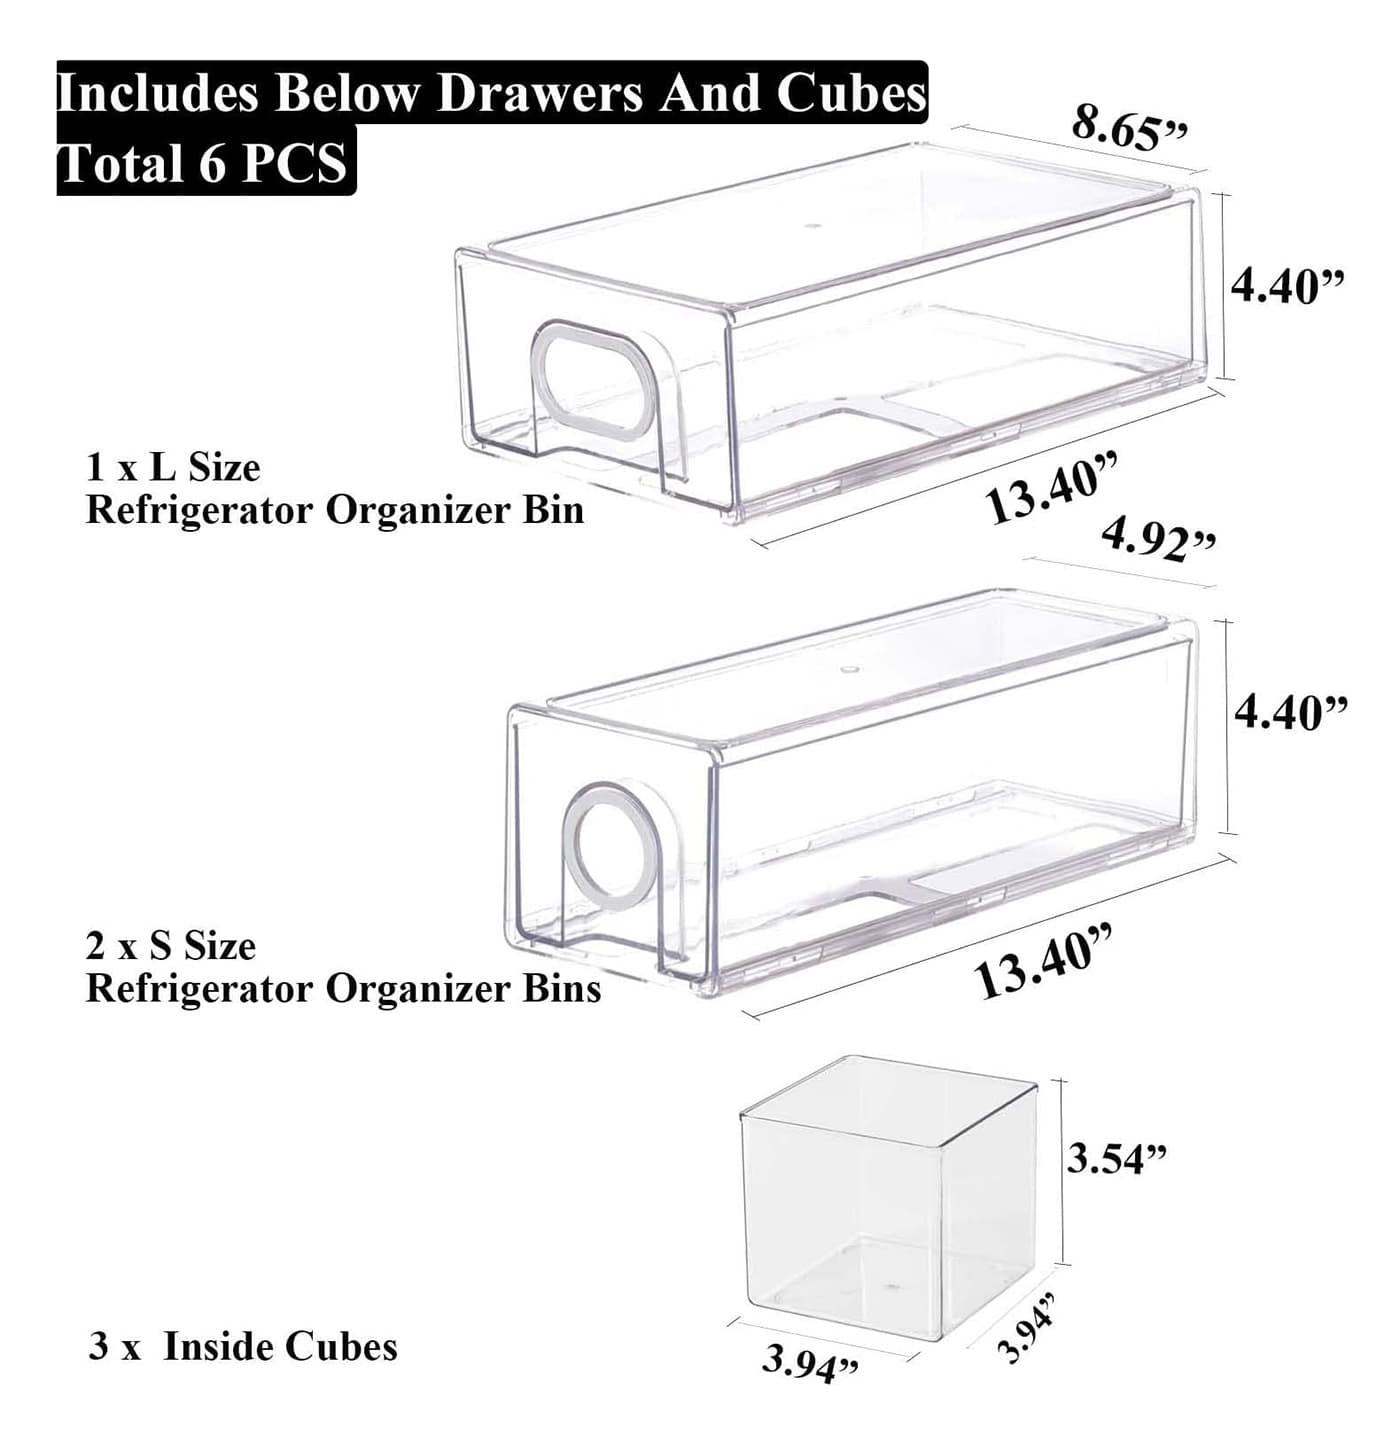 Includes Below Drawers And Cubes
Total 6 PCS
8.65”
4.40”
13.40”
1 x L Size
Refrigerator Organizer Bin
4.92”
4.40”
13.40”
2 x S Size
Refrigerator Organizer Bins
3.54”
3.94”
3.94”
3 x Inside Cubes